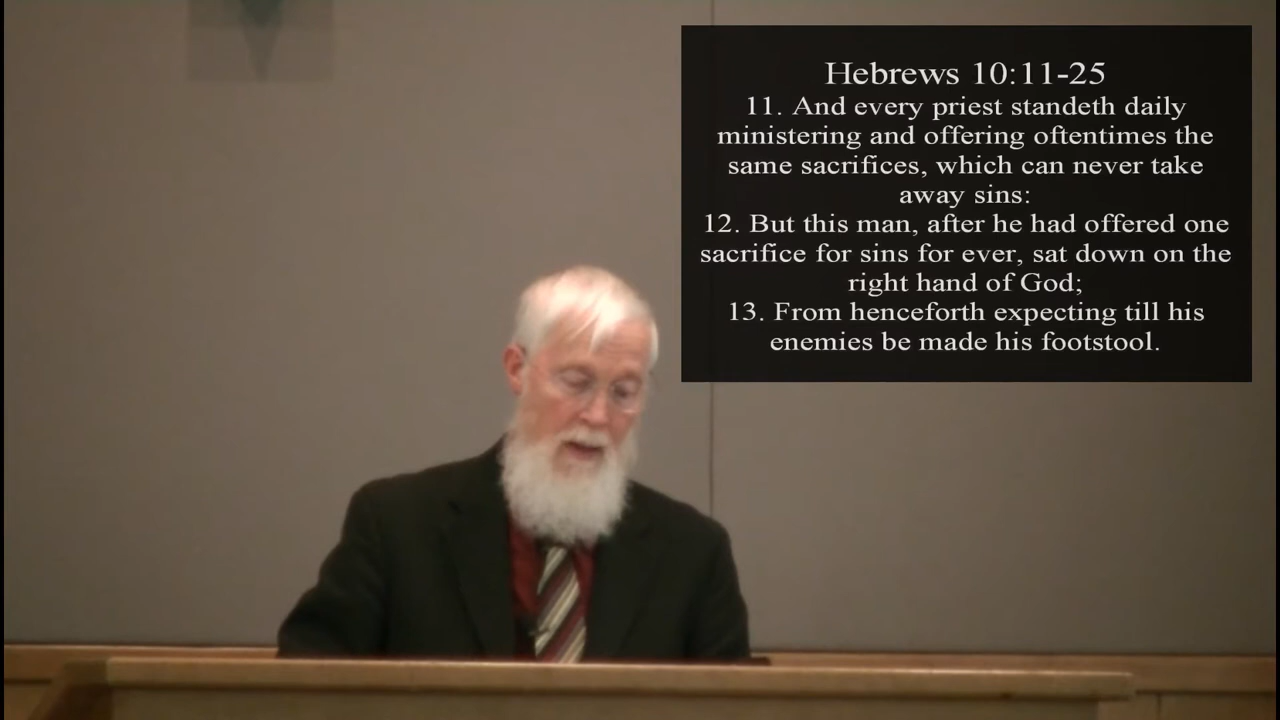 Hebrews 10:11-25
11. And every priest standeth daily
ministering and offering oftentimes the
same sacrifices, which can never take
away sins:
12. But this man, after he had offered one
sacrifice for sins for ever, sat down on the
right hand of God;
13. From henceforth expecting till his
enemies be made his footstool.